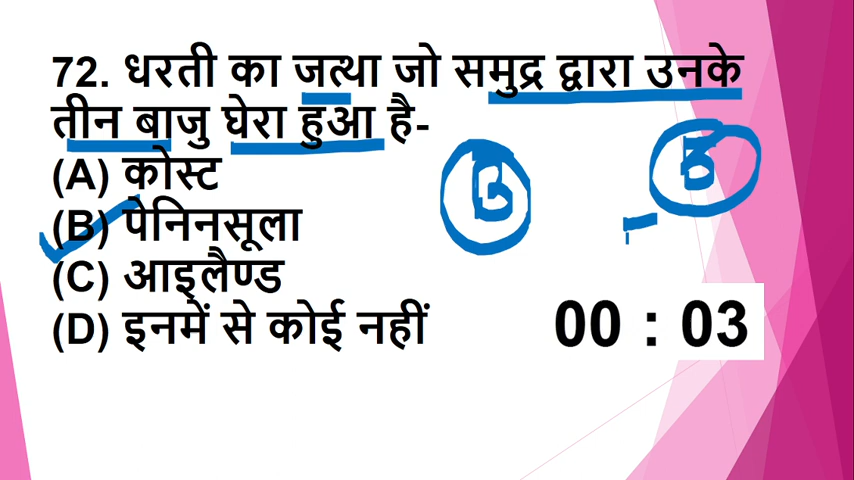 72. धरती का जत्था जो समुद्र द्वारा उनके
तीन बाजु घेरा हुआ है-
(A) कोस्ट
(B) पेनिनसूला
(C) आइलैण्ड
(D) इनमें से कोई नहीं
00 : 03